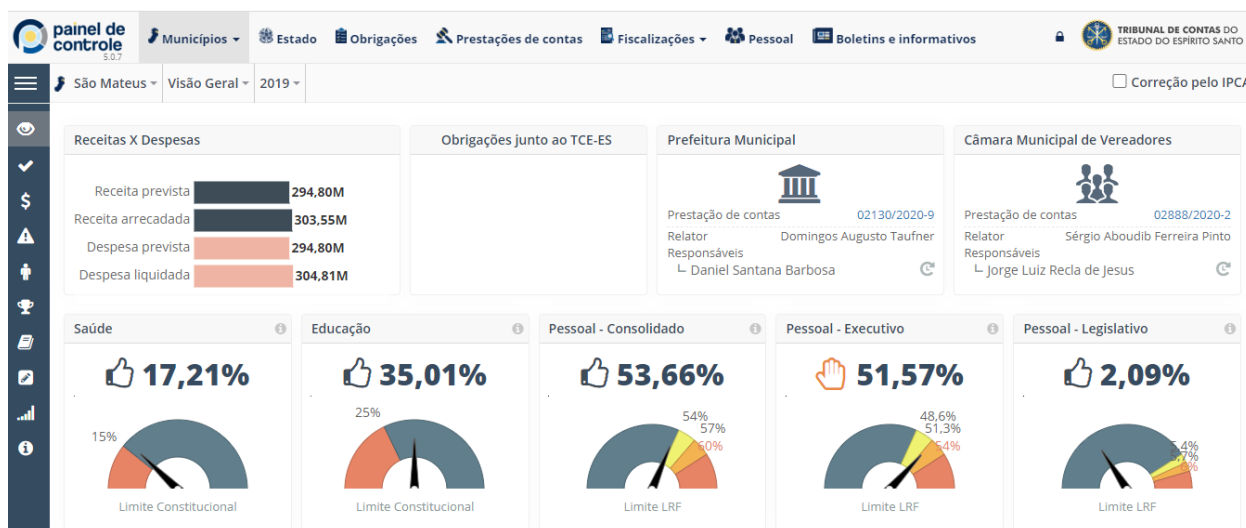 painel de
controle
5.0.7
Municípios
Estado
Obrigações
Prestações de contas
Fiscalizações
Pessoal
Boletins e informativos
TRIBUNAL DE CONTAS DO
ESTADO DO ESPÍRITO SANTO
São Mateus
Visão Geral
2019
Correção pelo IPCA
Receitas X Despesas
Receita prevista 294,80M
Receita arrecadada 303,55M
Despesa prevista 294,80M
Despesa liquidada 304,81M
Obrigações junto ao TCE-ES
Prefeitura Municipal
Prestação de contas 02130/2020-9
Relator Domingos Augusto Taufner
Responsáveis
Daniel Santana Barbosa
Câmara Municipal de Vereadores
Prestação de contas 02888/2020-2
Relator Sérgio Aboudib Ferreira Pinto
Responsáveis
Jorge Luiz Recla de Jesus
Saúde
17,21%
15%
Limite Constitucional
Educação
35,01%
25%
Limite Constitucional
Pessoal - Consolidado
53,66%
54%
57%
60%
Limite LRF
Pessoal - Executivo
51,57%
48,6%
51,3%
54%
Limite LRF
Pessoal - Legislativo
2,09%
5,4%
5,7%
6%
Limite LRF